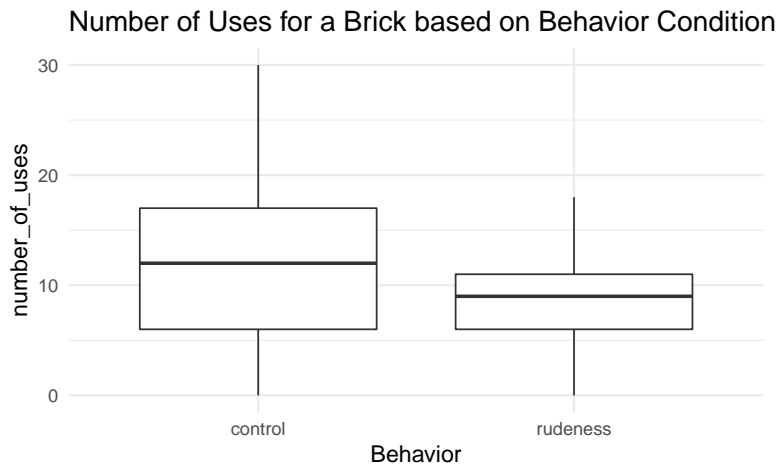 Number of Uses for a Brick based on Behavior Condition
30
20
10
0
number_of_uses
control
rudeness
Behavior